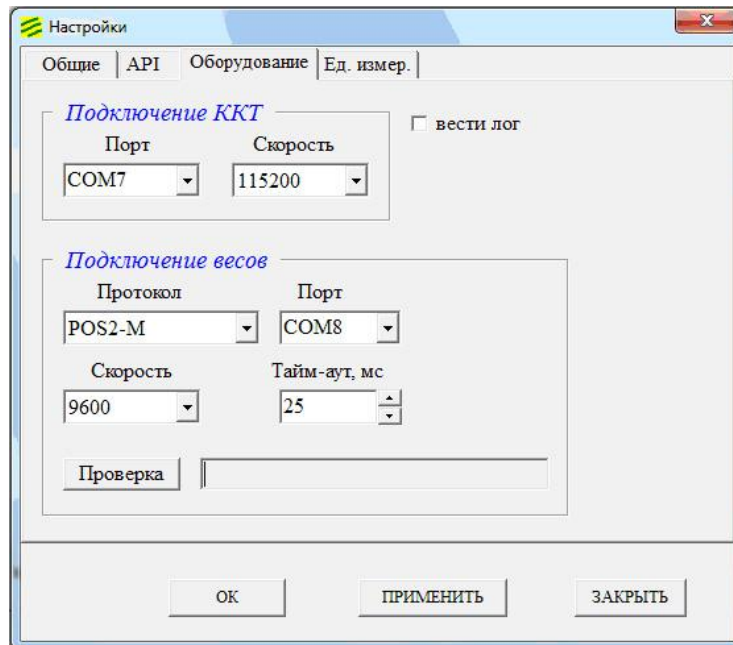 Настройки
Общие API Оборудование Ед. измер.
Подключение ККТ
вести лог
Порт Скорость
COM7 115200
Подключение весов
Протокол Порт
POS2-M COM8
Скорость Тайм-аут, мс
9600 25
Проверка
ОК ПРИМЕНИТЬ ЗАКРЫТЬ